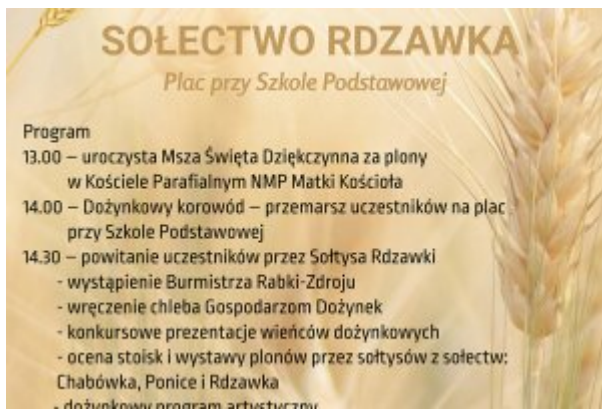 SOŁECTWO RDZAWKA
Plac przy Szkole Podstawowej
Program
13.00 – uroczysta Msza Święta Dziękczynna za plony
w Kościele Parafialnym NMP Matki Kościoła
14.00 – Dożynkowy korowód – przemarsz uczestników na plac
przy Szkole Podstawowej
14.30 – powitanie uczestników przez Sołtysa Rdzawki
- wystąpienie Burmistrza Rabki-Zdroju
- wręczenie chleba Gospodarzom Dożynek
- konkursowe prezentacje wieńców dożynkowych
- ocena stoisk i wystawy plonów przez sołtysów z sołectw:
Chabówka, Ponice i Rdzawka
- dożynkowy program artystyczny